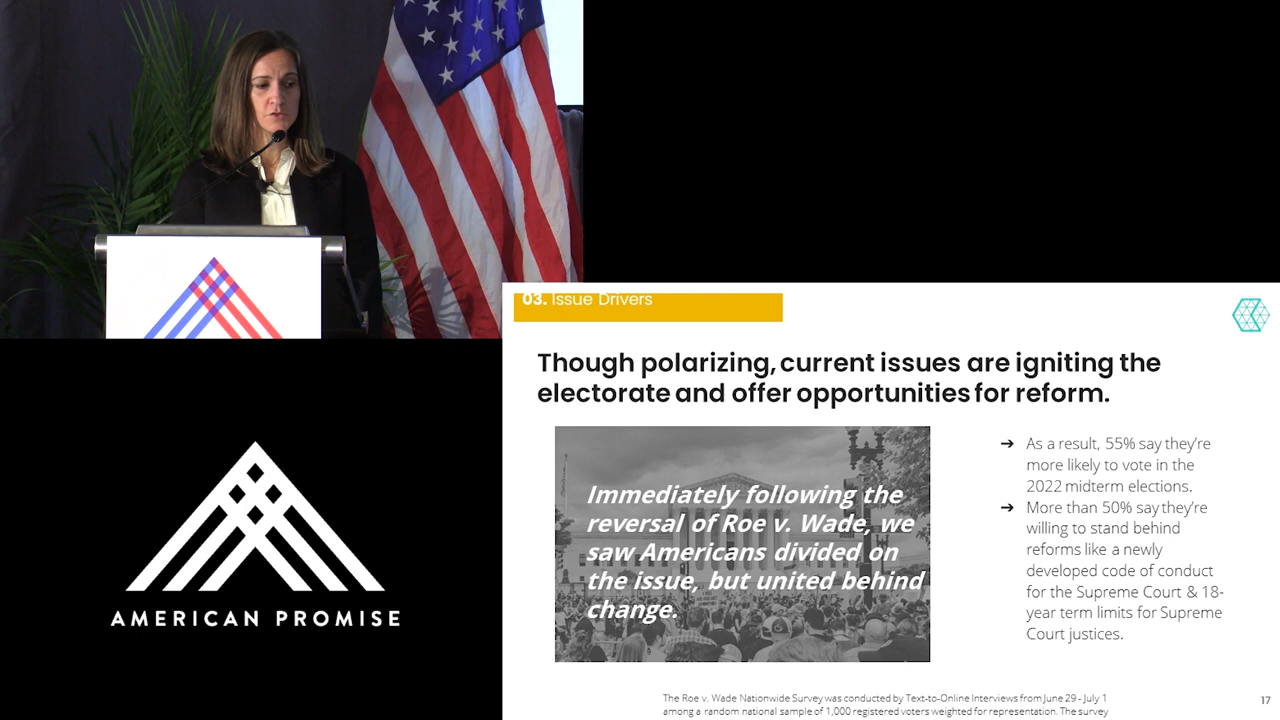 03. Issue Drivers
Though polarizing, current issues are igniting the
electorate and offer opportunities for reform.
Immediately following the
reversal of Roe v. Wade, we
saw Americans divided on
the issue, but united behind
change.
➔ As a result, 55% say they're
more likely to vote in the
2022 midterm elections.
➔ More than 50% say they're
willing to stand behind
reforms like a newly
developed code of conduct
for the Supreme Court & 18-
year term limits for Supreme
Court justices.
AMERICAN PROMISE
The Roe v. Wade Nationwide Survey was conducted by Text-to-Online Interviews from June 29 - July 1
among a random national sample of 1,000 registered voters weighted for representation. The survey
17